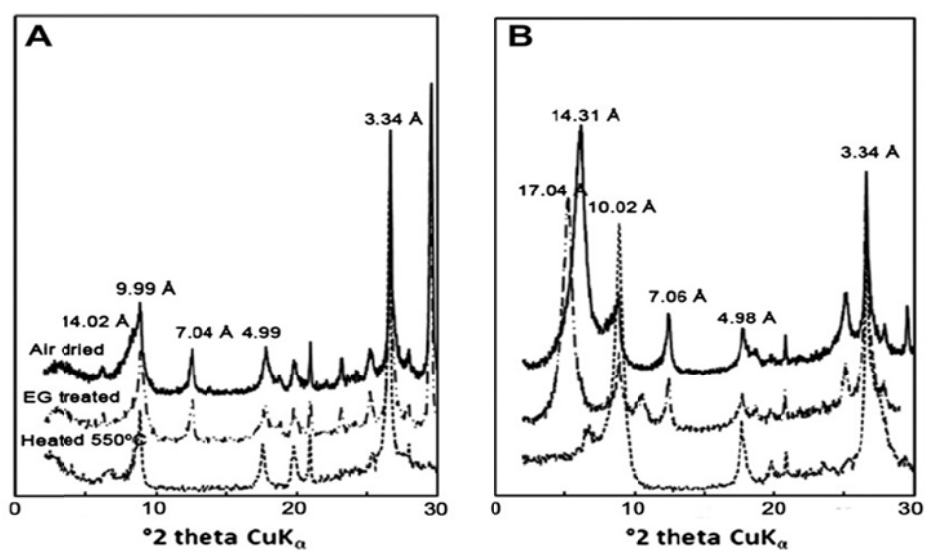 A
3.34 Å
9.99 Å
14.02 Å
7.04 Å 4.99
Air dried
EG treated
Heated 550°C
0 10 20 30
°2 theta CuKα
B
14.31 Å
3.34 Å
17.04 Å
10.02 Å
7.06 Å
4.98 Å
0 10 20 30
°2 theta CuKα